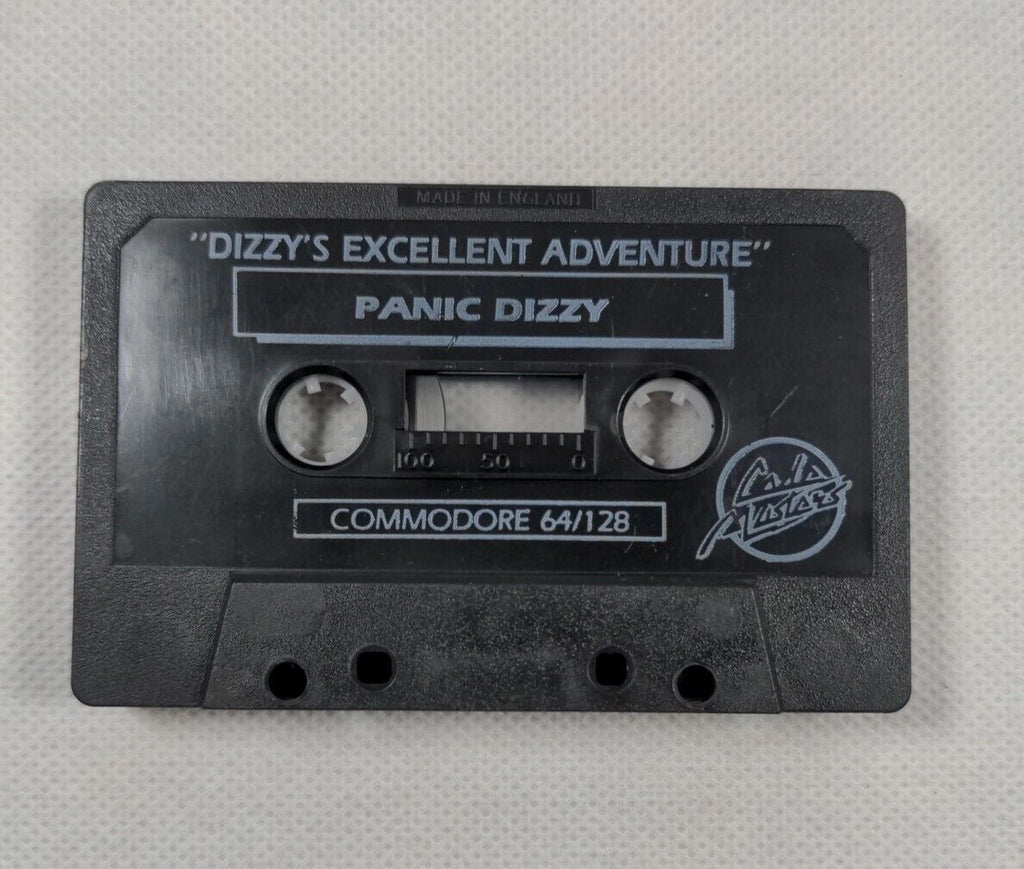 MADE IN ENGLAND
"DIZZY'S EXCELLENT ADVENTURE"
PANIC DIZZY
100 50 0
COMMODORE 64/128
Code
Masters